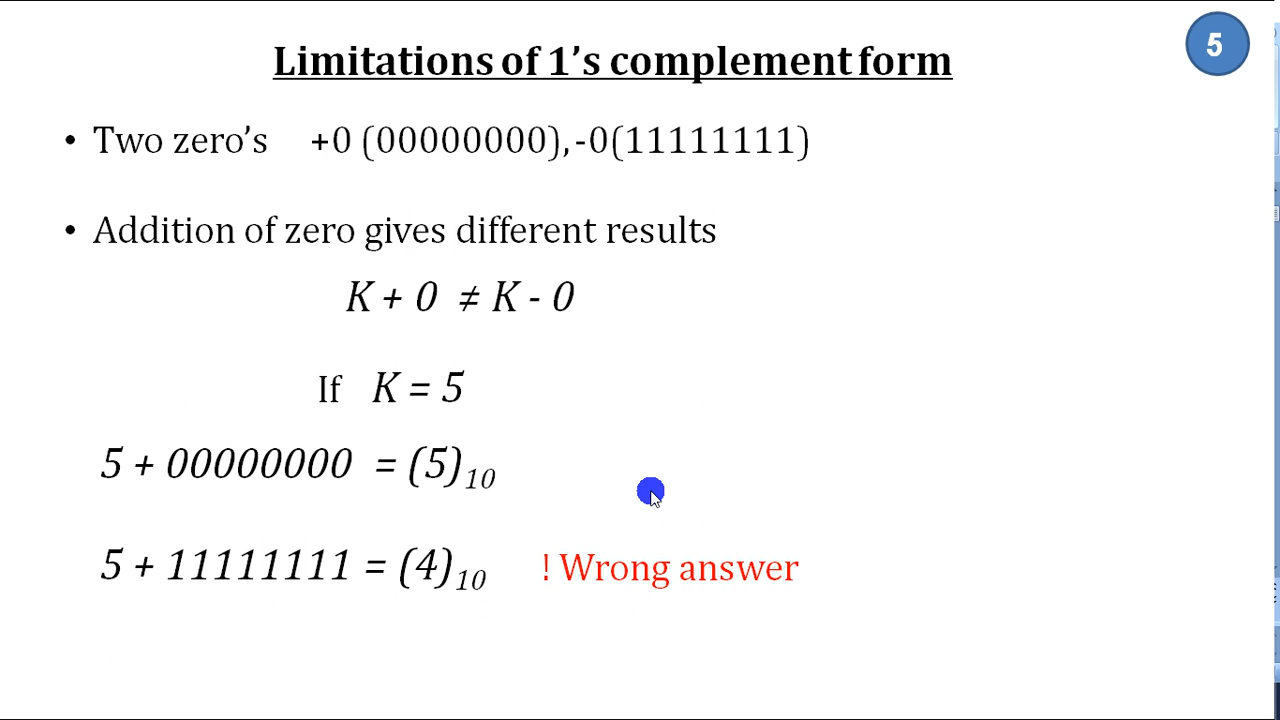 5
Limitations of 1’s complement form
• Two zero’s +0 (00000000), -0(11111111)
• Addition of zero gives different results
K + 0 ≠ K - 0
If K = 5
5 + 00000000 = (5)₁₀
5 + 11111111 = (4)₁₀ ! Wrong answer